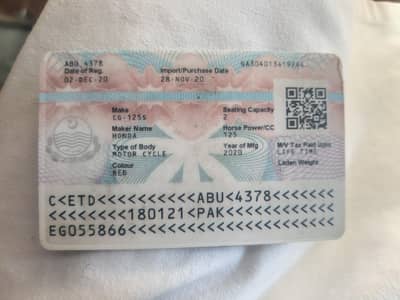 ABU 4378
Date of Reg. Import/Purchase Date
02-DEC-20 28-NOV-20
Make Seating Capacity
CG-125S 2
Maker Name Horse Power/CC
HONDA 125
Type of Body Year of Mfg M/V Tax Paid Upto
MOTOR CYCLE 2020 LIFE TIME
Colour Laden Weight
RED
C<ETD<<<<<<<<<<ABU<4378<<<<<<<
<<<<<<<<180121<PAK<<<<<<<<<<<
EG055866<<<<<<<<<<<<<<<<<<<<